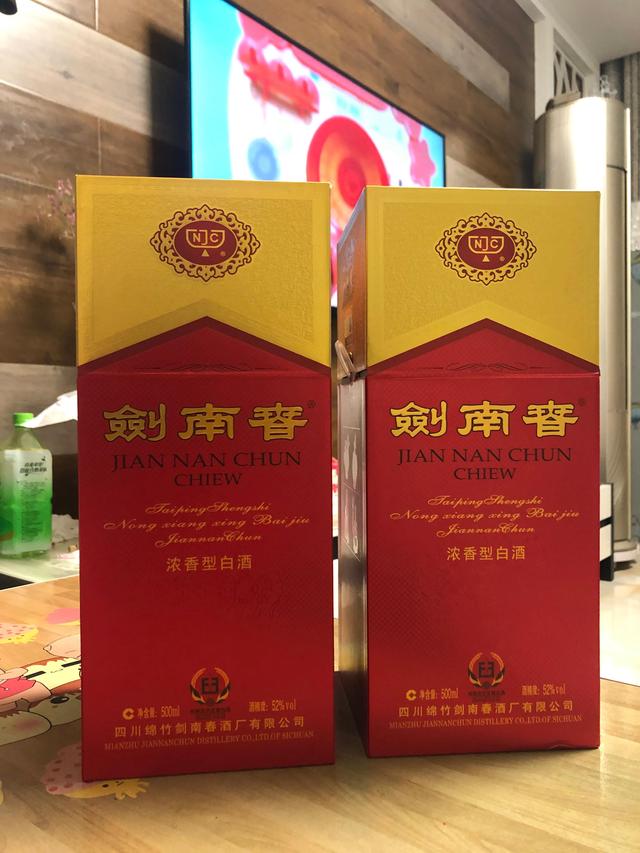 NJC
®
劍南春®
JIAN NAN CHUN
CHIEW
TaipingShengshi
Nong xiang xing Bai jiu
JiannanChun
浓香型白酒
C 净含量: 500ml 酒精度: 52%vol
四川绵竹剑南春酒厂有限公司
MIANZHU JIANNANCHUN DISTILLERY CO.,LTD.OF SICHUAN
NJC
®
劍南春®
JIAN NAN CHUN
CHIEW
TaipingShengshi
Nong xiang xing Bai jiu
JiannanChun
浓香型白酒
C 净含量: 500ml 酒精度: 52%vol
四川绵竹剑南春酒厂有限公司
MIANZHU JIANNANCHUN DISTILLERY CO.,LTD.OF SICHUAN